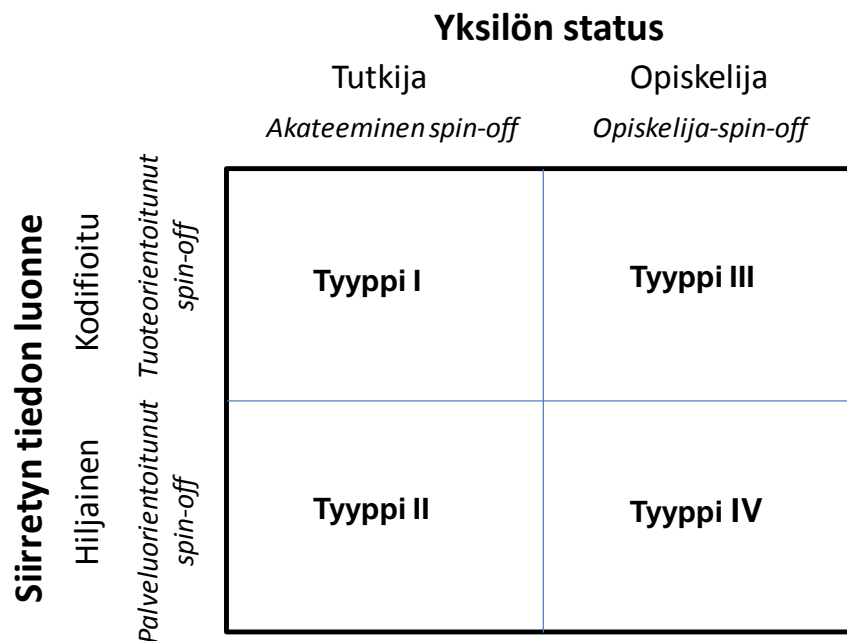 Yksilön status
Tutkija
Opiskelija
Akateeminen spin-off
Opiskelija-spin-off
Siirretyn tiedon luonne
Kodifioitu
Tuoteorientoitunut
spin-off
Tyyppi I
Tyyppi III
Hiljainen
Palveluorientoitunut
spin-off
Tyyppi II
Tyyppi IV